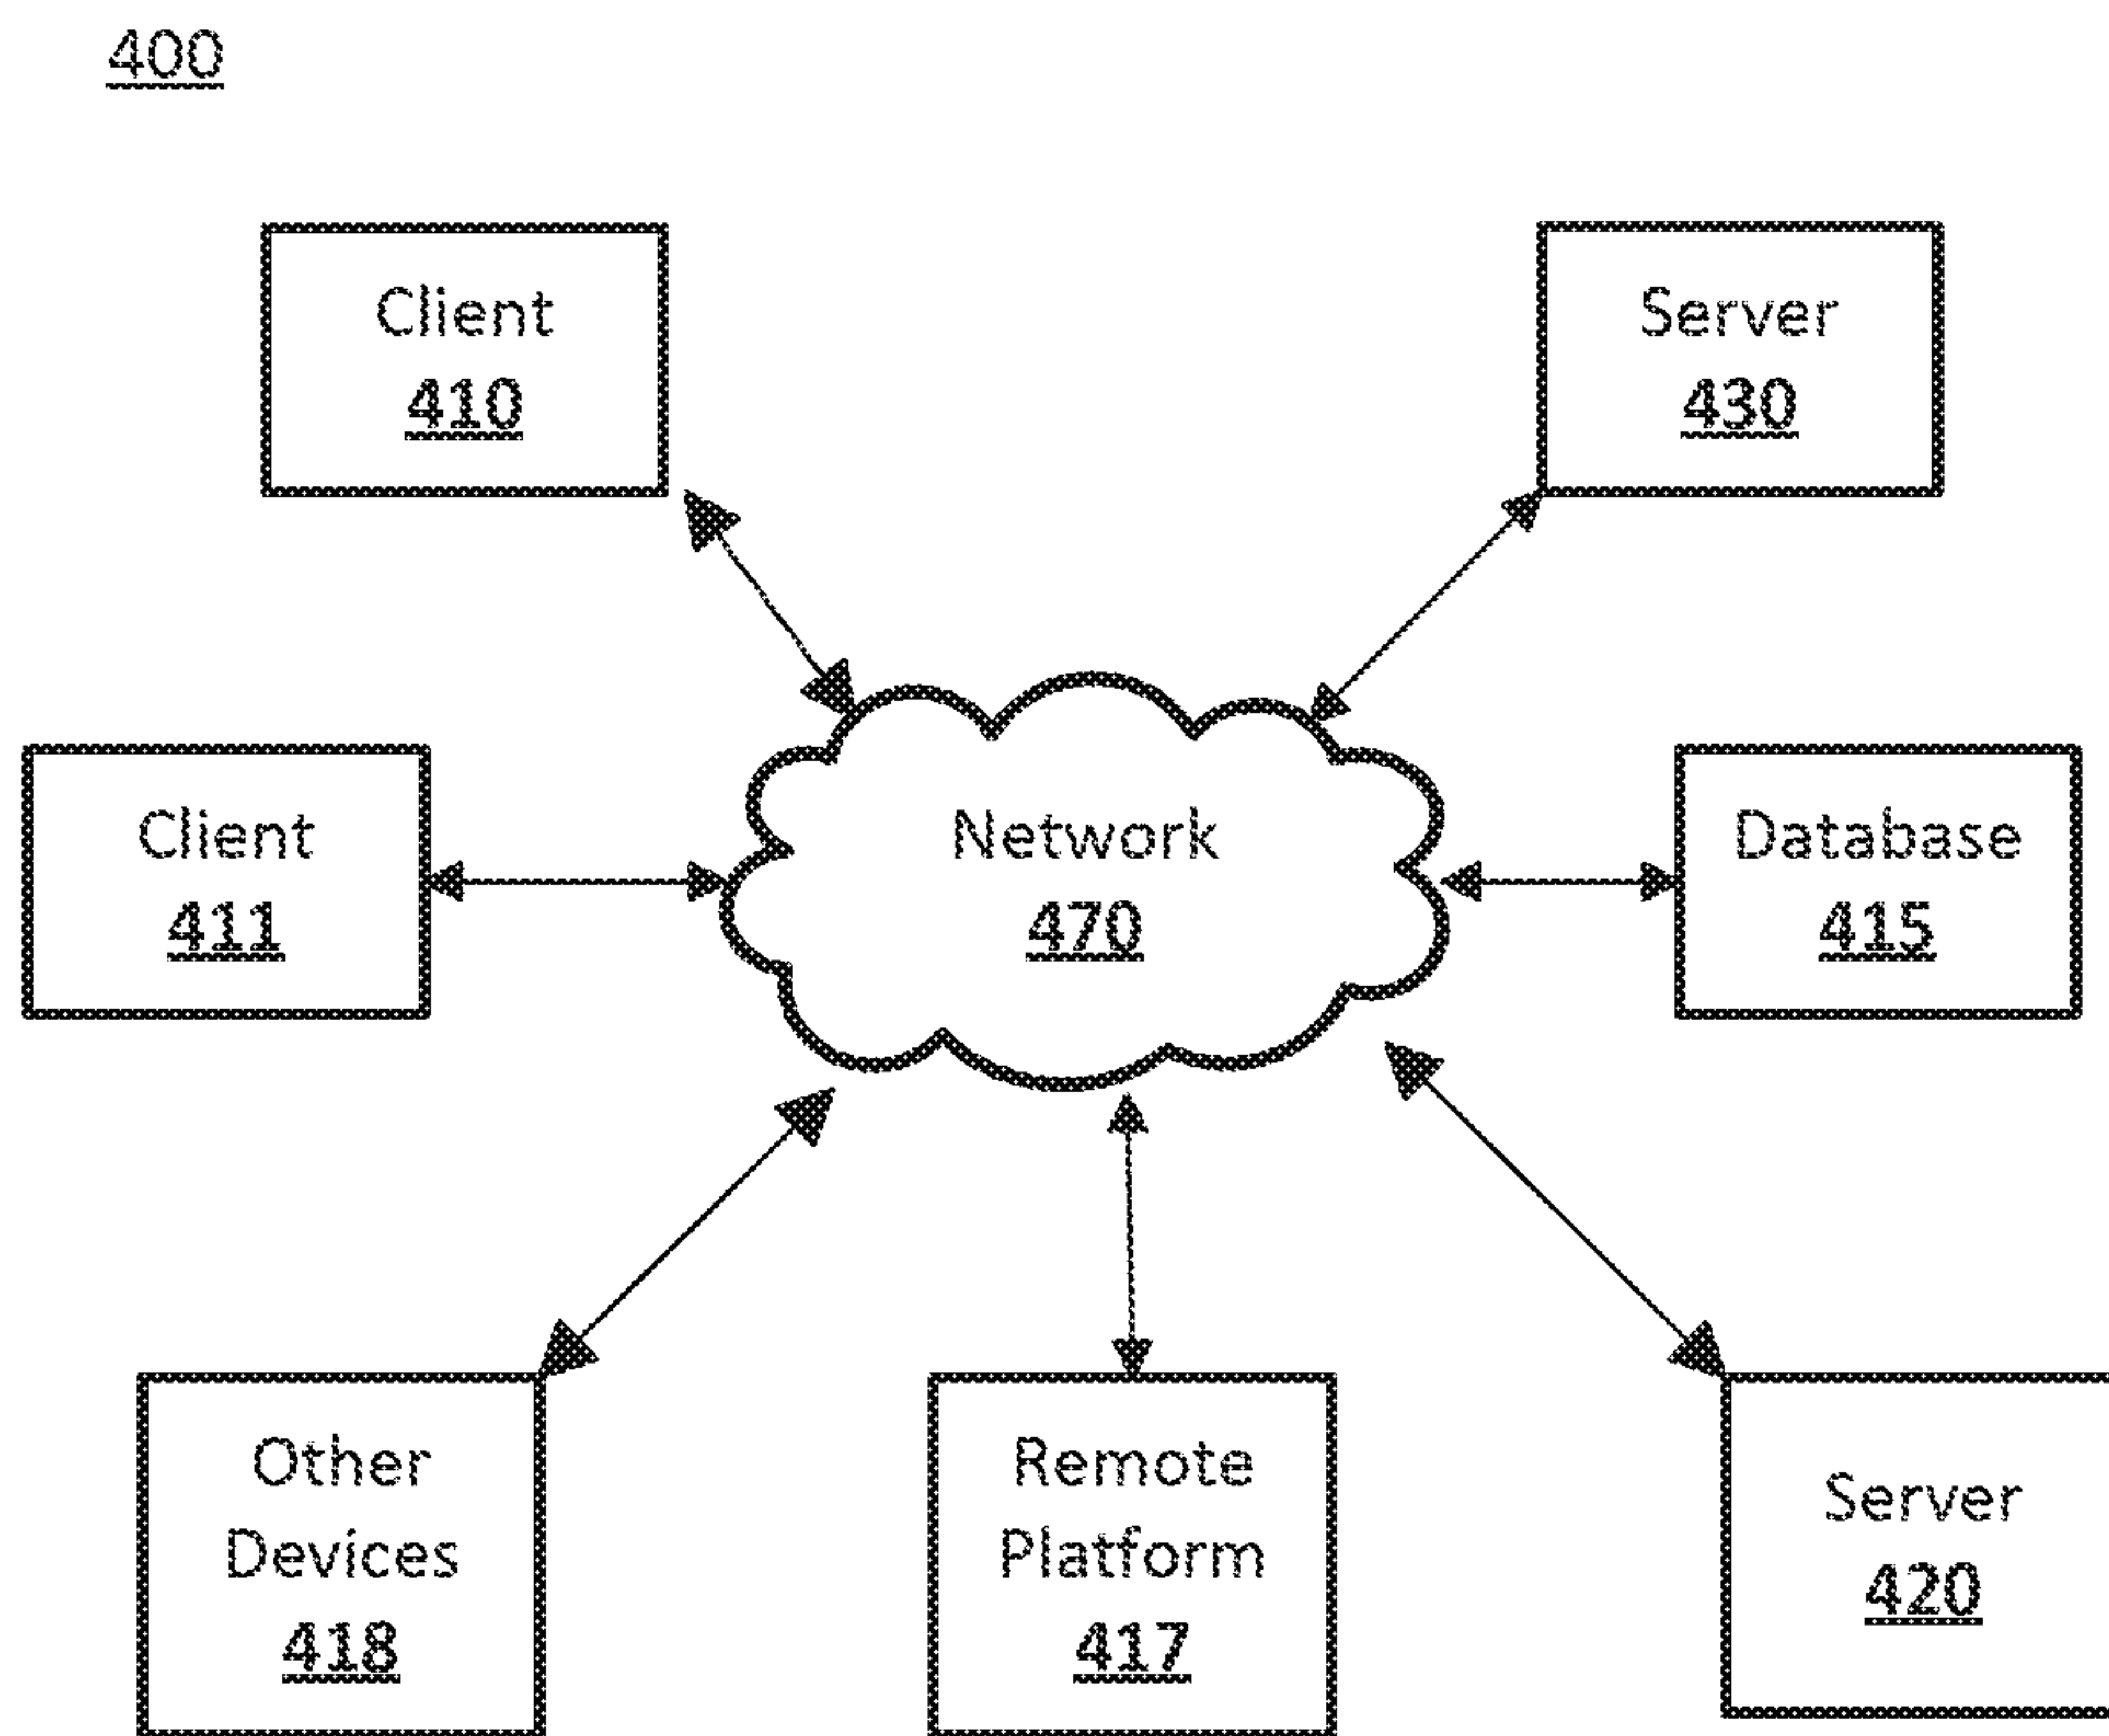 400
Client
410
Server
430
Client
411
Network
470
Database
415
Other
Devices
418
Remote
Platform
417
Server
420